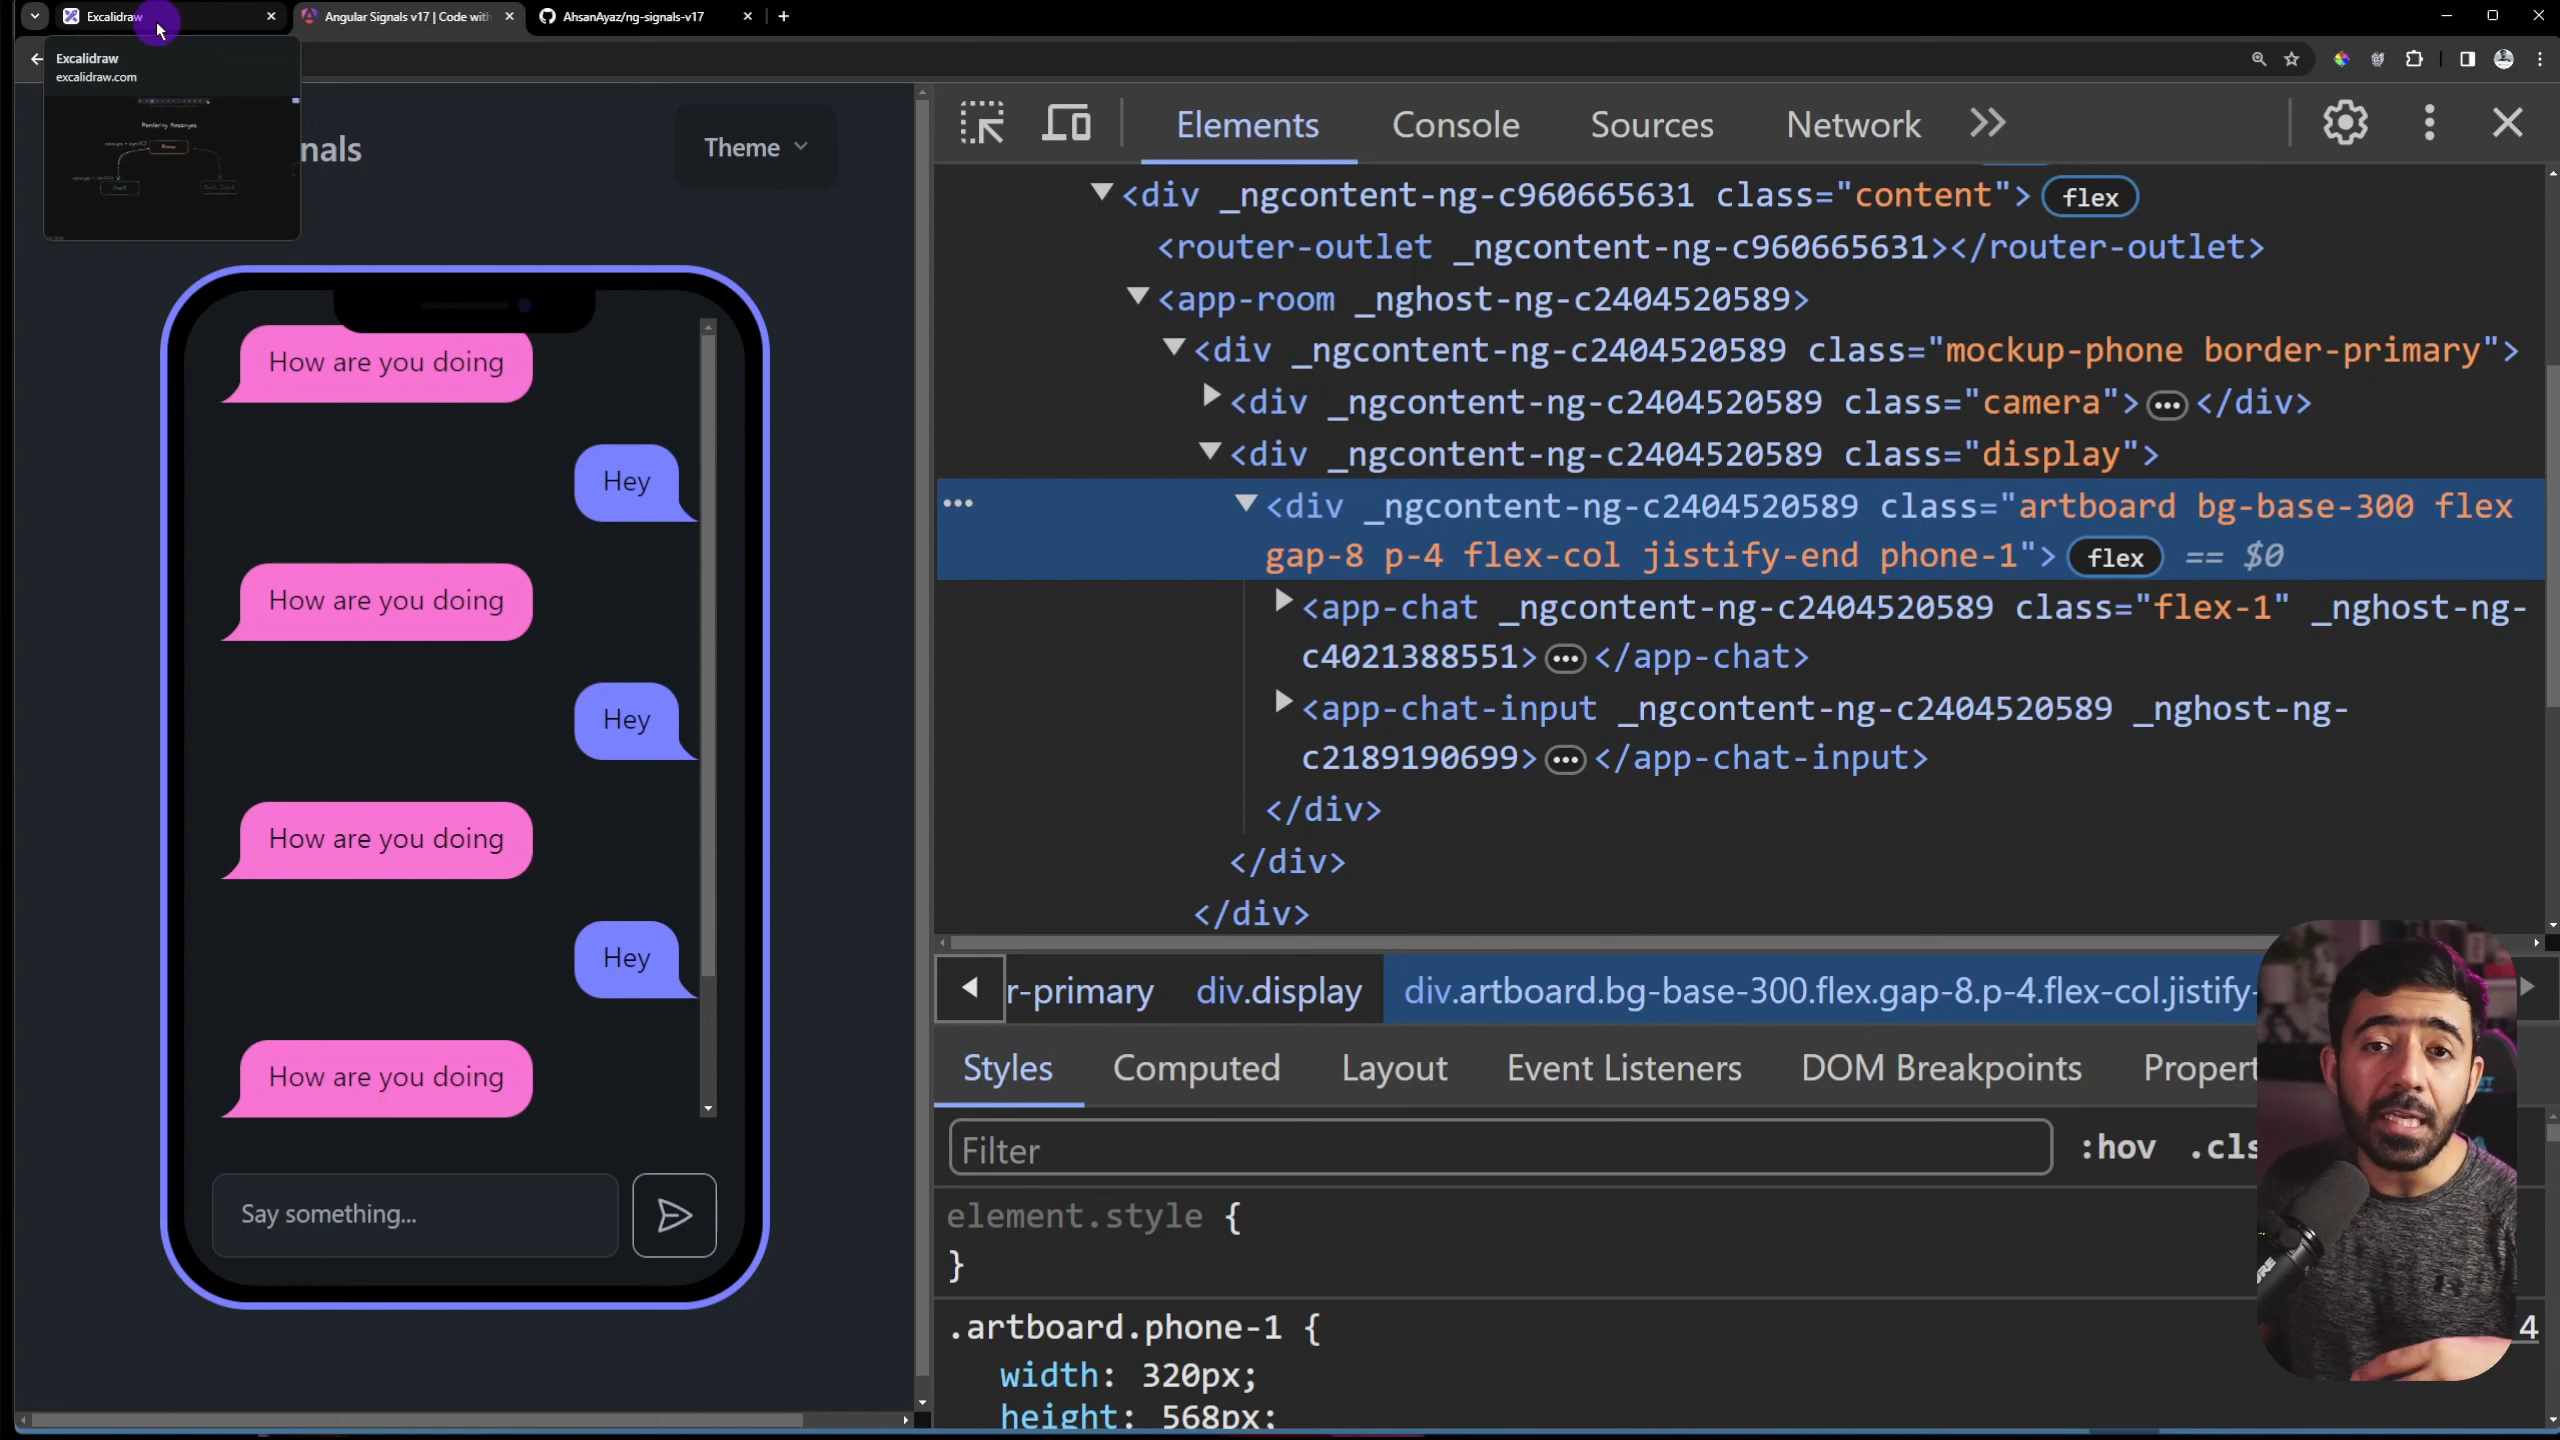 Excalidraw
Angular Signals v17 | Code with
AhsanAyaz/ng-signals-v17
Excalidraw
excalidraw.com
Rendering Messages
nals
Theme
How are you doing
Hey
How are you doing
Hey
How are you doing
Hey
How are you doing
Say something...
Elements
Console
Sources
Network
<div _ngcontent-ng-c960665631 class="content"> flex
<router-outlet _ngcontent-ng-c960665631></router-outlet>
<app-room _nghost-ng-c2404520589>
<div _ngcontent-ng-c2404520589 class="mockup-phone border-primary">
<div _ngcontent-ng-c2404520589 class="camera"> ••• </div>
<div _ngcontent-ng-c2404520589 class="display">
<div _ngcontent-ng-c2404520589 class="artboard bg-base-300 flex
gap-8 p-4 flex-col jistify-end phone-1"> flex == $0
<app-chat _ngcontent-ng-c2404520589 class="flex-1" _nghost-ng-
c4021388551> ••• </app-chat>
<app-chat-input _ngcontent-ng-c2404520589 _nghost-ng-
c2189190699> ••• </app-chat-input>
</div>
</div>
</div>
r-primary div.display div.artboard.bg-base-300.flex.gap-8.p-4.flex-col.jistify-
Styles Computed Layout Event Listeners DOM Breakpoints Propert
Filter :hov .cls
element.style {
}
.artboard.phone-1 { 4
width: 320px;
height: 568px;